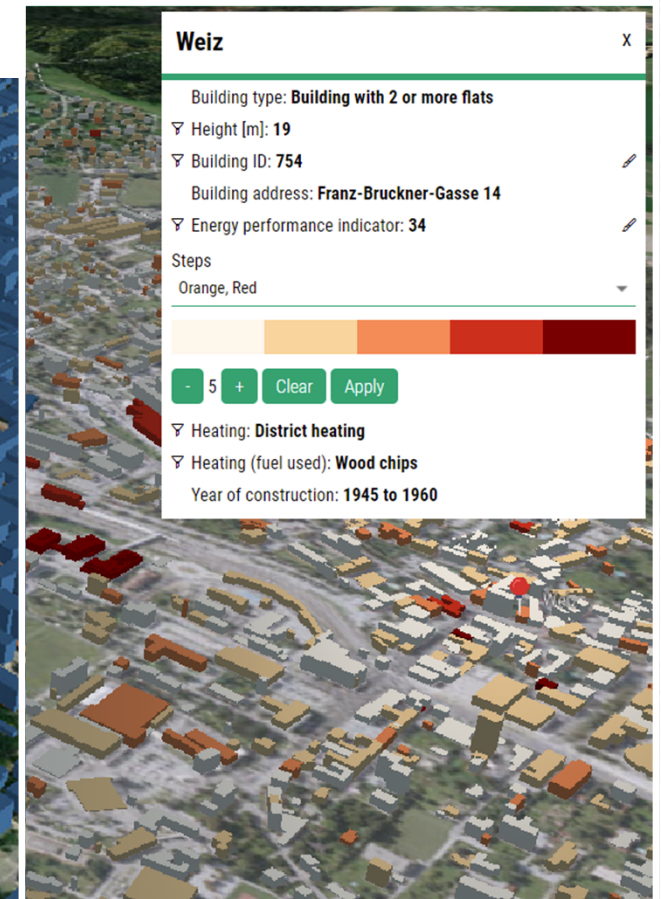 Weiz X
Building type: Building with 2 or more flats
Height [m]: 19
Building ID: 754
Building address: Franz-Bruckner-Gasse 14
Energy performance indicator: 34
Steps
Orange, Red
- 5 + Clear Apply
Heating: District heating
Heating (fuel used): Wood chips
Year of construction: 1945 to 1960
Weiz